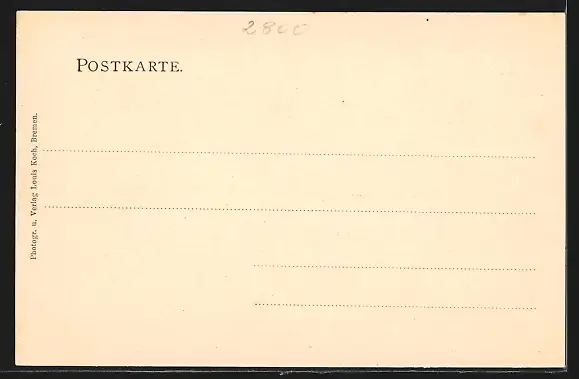 2800
POSTKARTE.
Photogr. u. Verlag Louis Koch, Bremen.